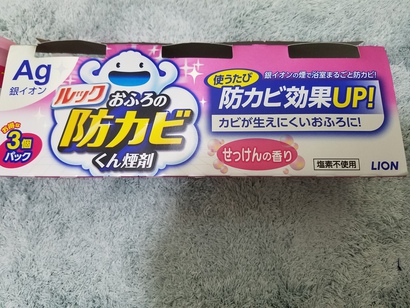 Ag
銀イオン
ルック
おふろの
防カビ
くん煙剤
お得な
3個
パック
銀イオンの煙で浴室まるごと防カビ!
使うたび
防カビ効果UP!
カビが生えにくいおふろに!
せっけんの香り
塩素不使用
LION